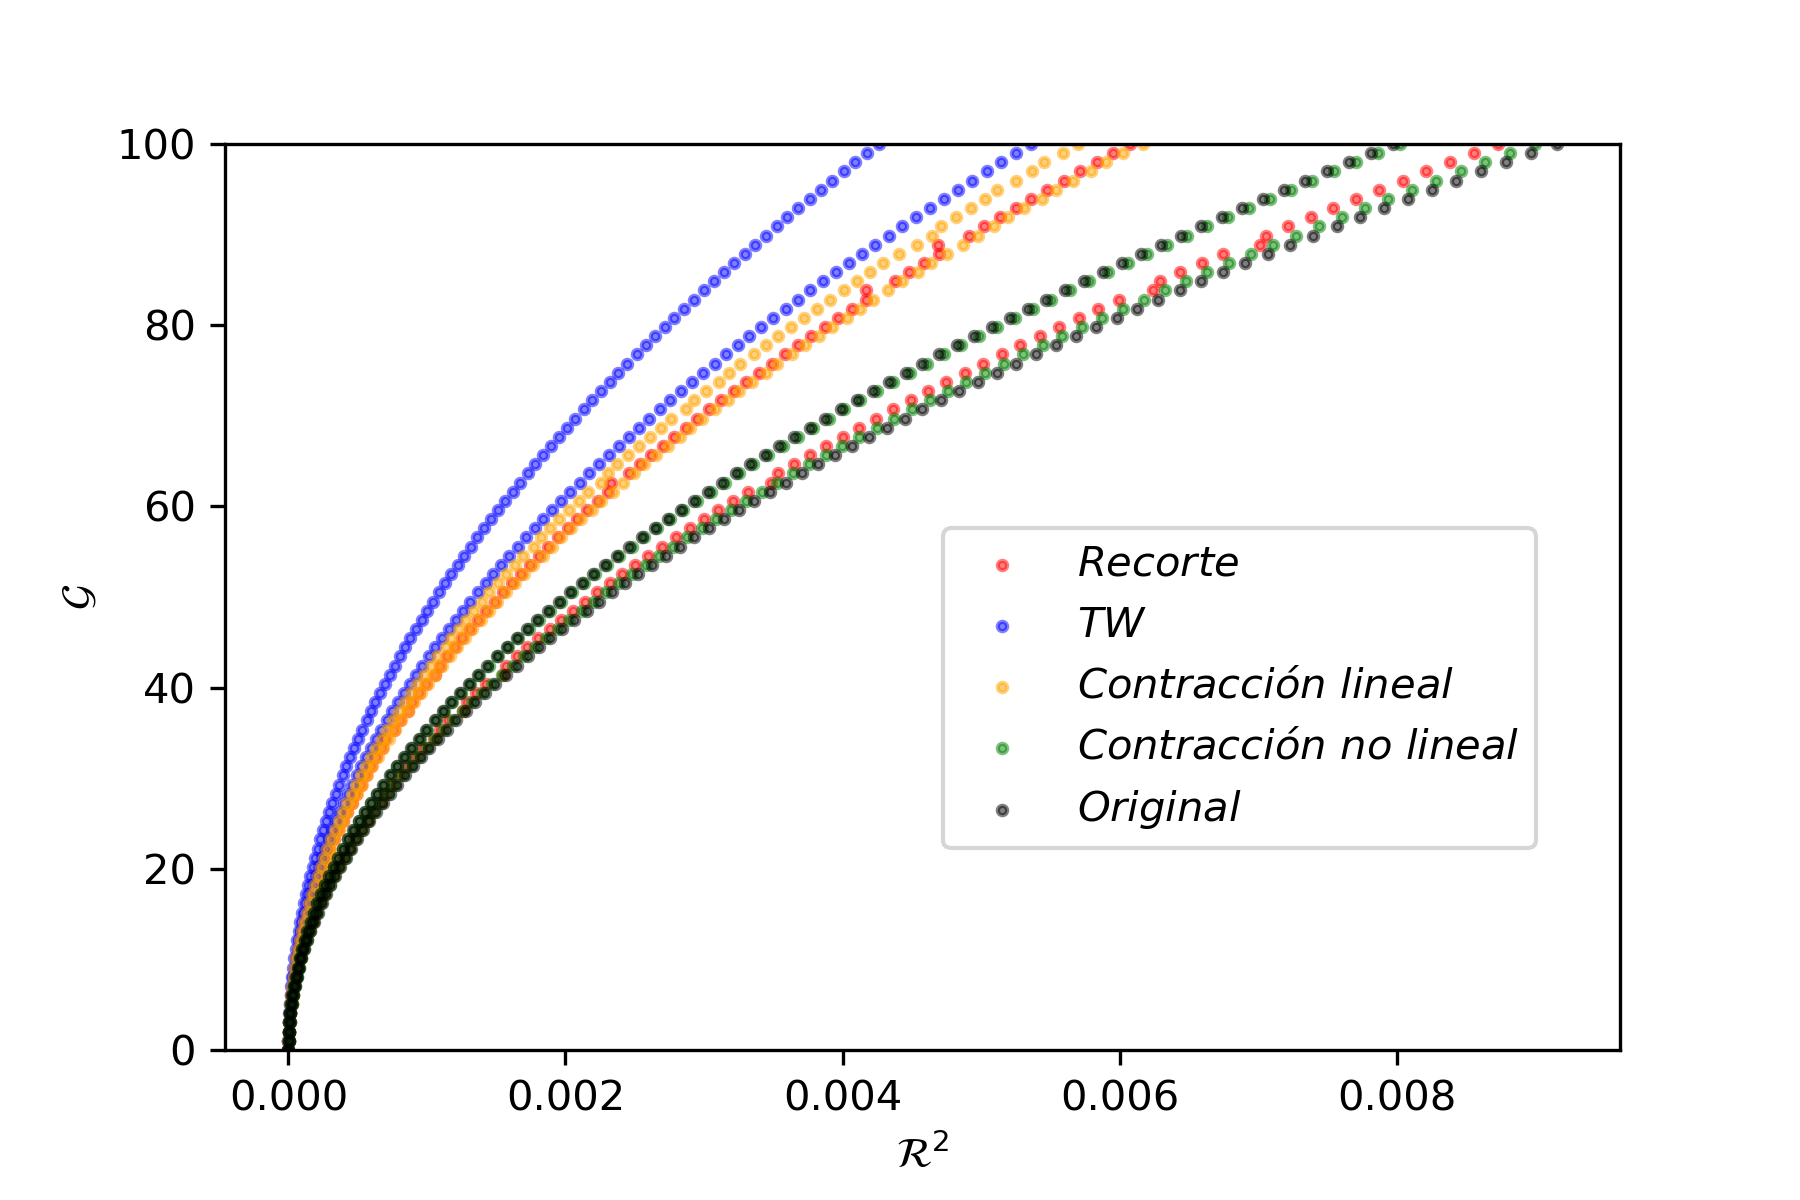 100
80
60
40
20
0
𝒢
Recorte
TW
Contracción lineal
Contracción no lineal
Original
0.000 0.002 0.004 0.006 0.008
ℛ²